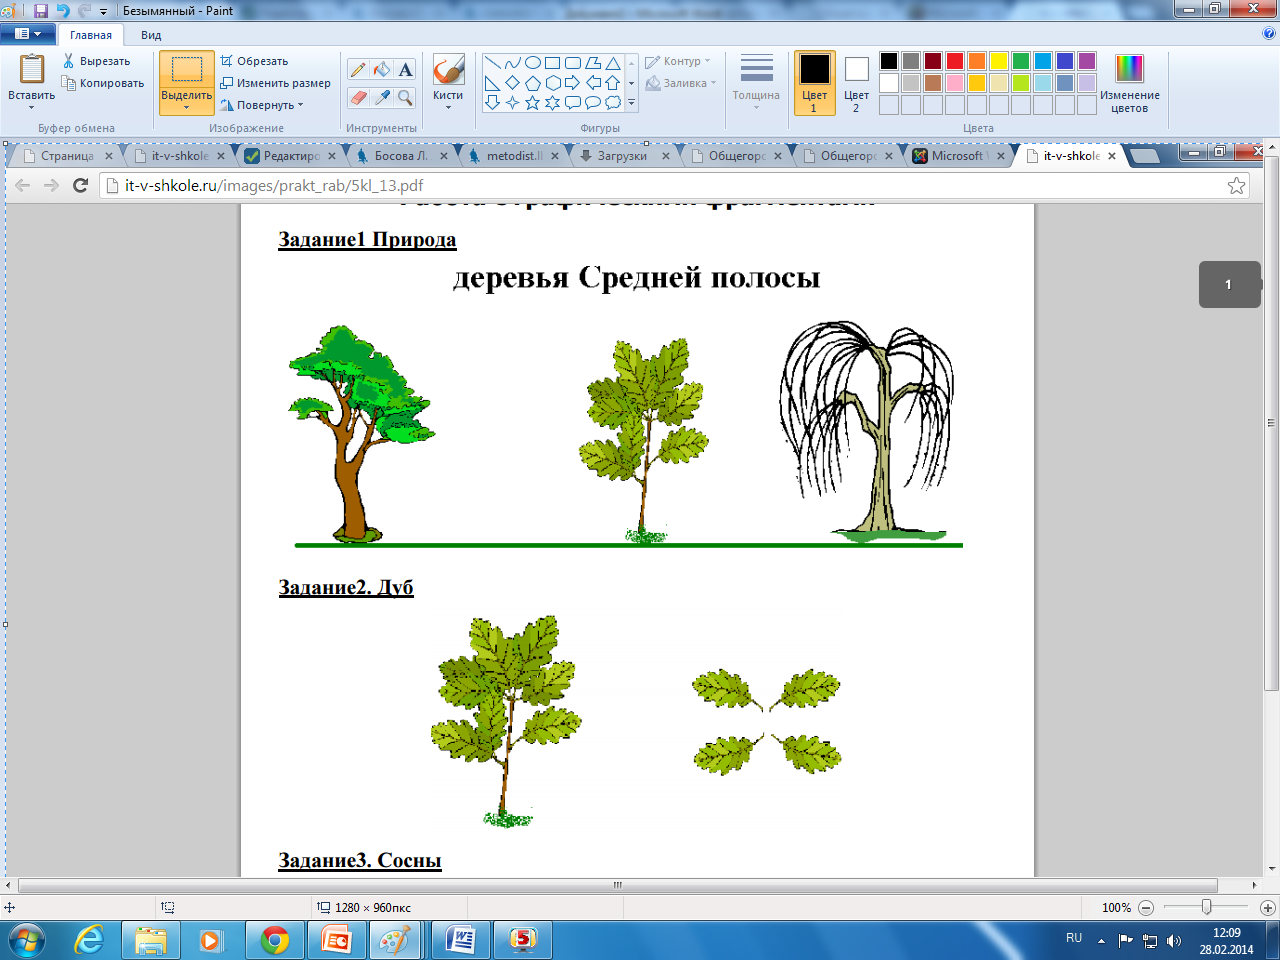 Безымянный - Paint
Главная
Вид
Вставить
Вырезать
Копировать
Буфер обмена
Выделить
Обрезать
Изменить размер
Повернуть
Изображение
A
Инструменты
Кисти
Контур
Заливка
Фигуры
Толщина
Цвет 1
Цвет 2
Изменение цветов
Цвета
Страница
it-v-shkole
Редактиро
Босова Л.
metodist.ll
Загрузки
Общегоро
Общегоро
Microsoft
it-v-shkole
it-v-shkole.ru/images/prakt_rab/5kl_13.pdf
Задание1 Природа
деревья Средней полосы
1
Задание2. Дуб
Задание3. Сосны
1280 × 960пкс
100%
RU
12:09
28.02.2014